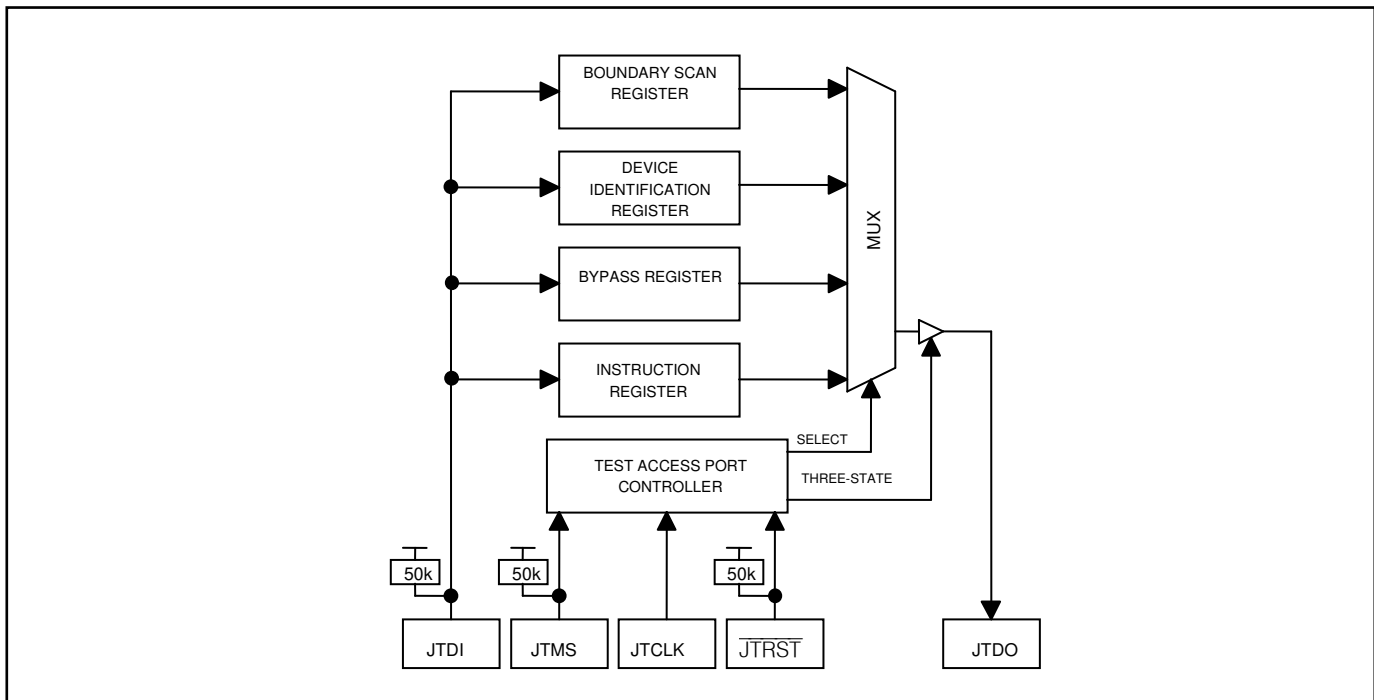 BOUNDARY SCAN
REGISTER
DEVICE
IDENTIFICATION
REGISTER
MUX
BYPASS REGISTER
INSTRUCTION
REGISTER
SELECT
TEST ACCESS PORT
CONTROLLER
THREE-STATE
50k
50k
50k
JTDI
JTMS
JTCLK
JTRST
JTDO